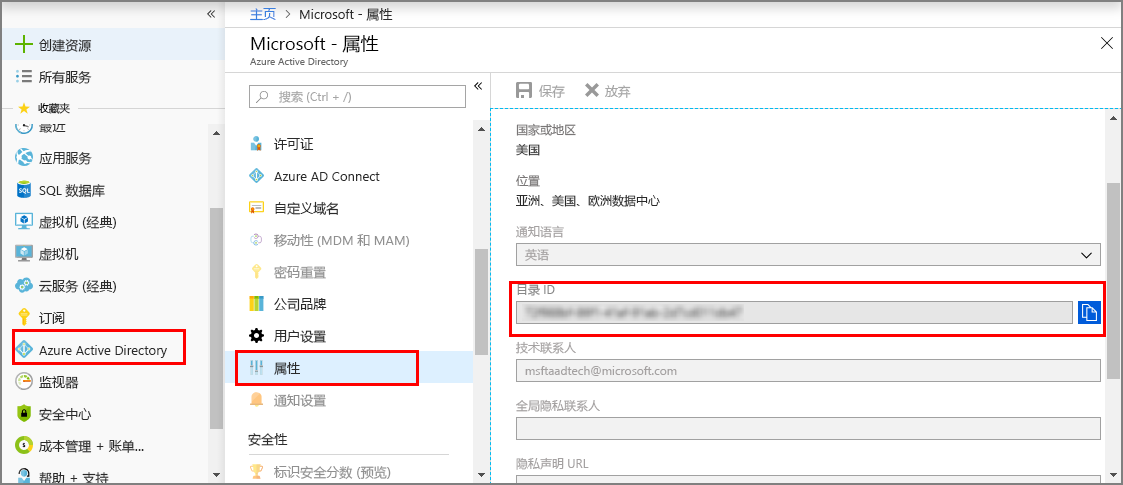 «
主页 > Microsoft - 属性
创建资源
所有服务
收藏夹
最近
应用服务
SQL 数据库
虚拟机 (经典)
虚拟机
云服务 (经典)
订阅
Azure Active Directory
监视器
安全中心
成本管理 + 账单...
帮助 + 支持
Microsoft - 属性
Azure Active Directory
搜索 (Ctrl + /)
«
许可证
Azure AD Connect
自定义域名
移动性 (MDM 和 MAM)
密码重置
公司品牌
用户设置
属性
通知设置
安全性
标识安全分数 (预览)
保存 放弃
国家或地区
美国
位置
亚洲、美国、欧洲数据中心
通知语言
英语
目录 ID
技术联系人
msftaadtech@microsoft.com
全局隐私联系人
隐私声明 URL